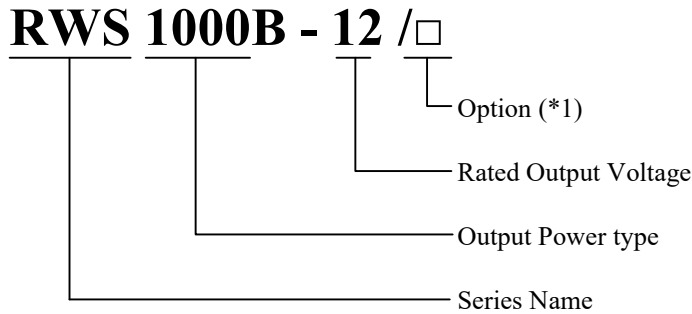 RWS 1000B - 12 /□
Option (*1)
Rated Output Voltage
Output Power type
Series Name